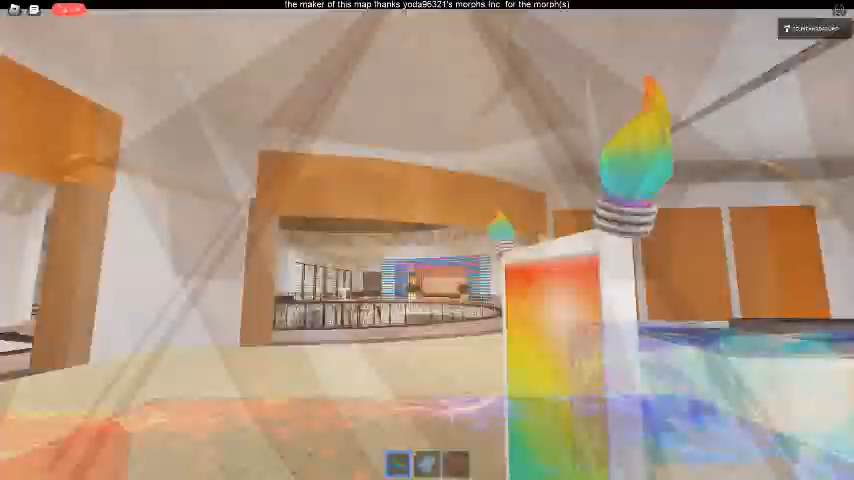 the maker of this map thanks yoda96321's morphs Inc  for the morph(s)